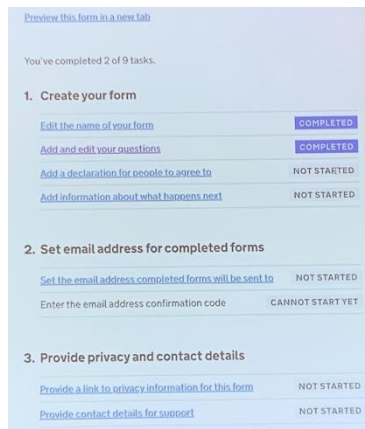 Preview this form in a new tab
You've completed 2 of 9 tasks.
1. Create your form
Edit the name of your form COMPLETED
Add and edit your questions COMPLETED
Add a declaration for people to agree to NOT STARTED
Add information about what happens next NOT STARTED
2. Set email address for completed forms
Set the email address completed forms will be sent to NOT STARTED
Enter the email address confirmation code CANNOT START YET
3. Provide privacy and contact details
Provide a link to privacy information for this form NOT STARTED
Provide contact details for support NOT STARTED